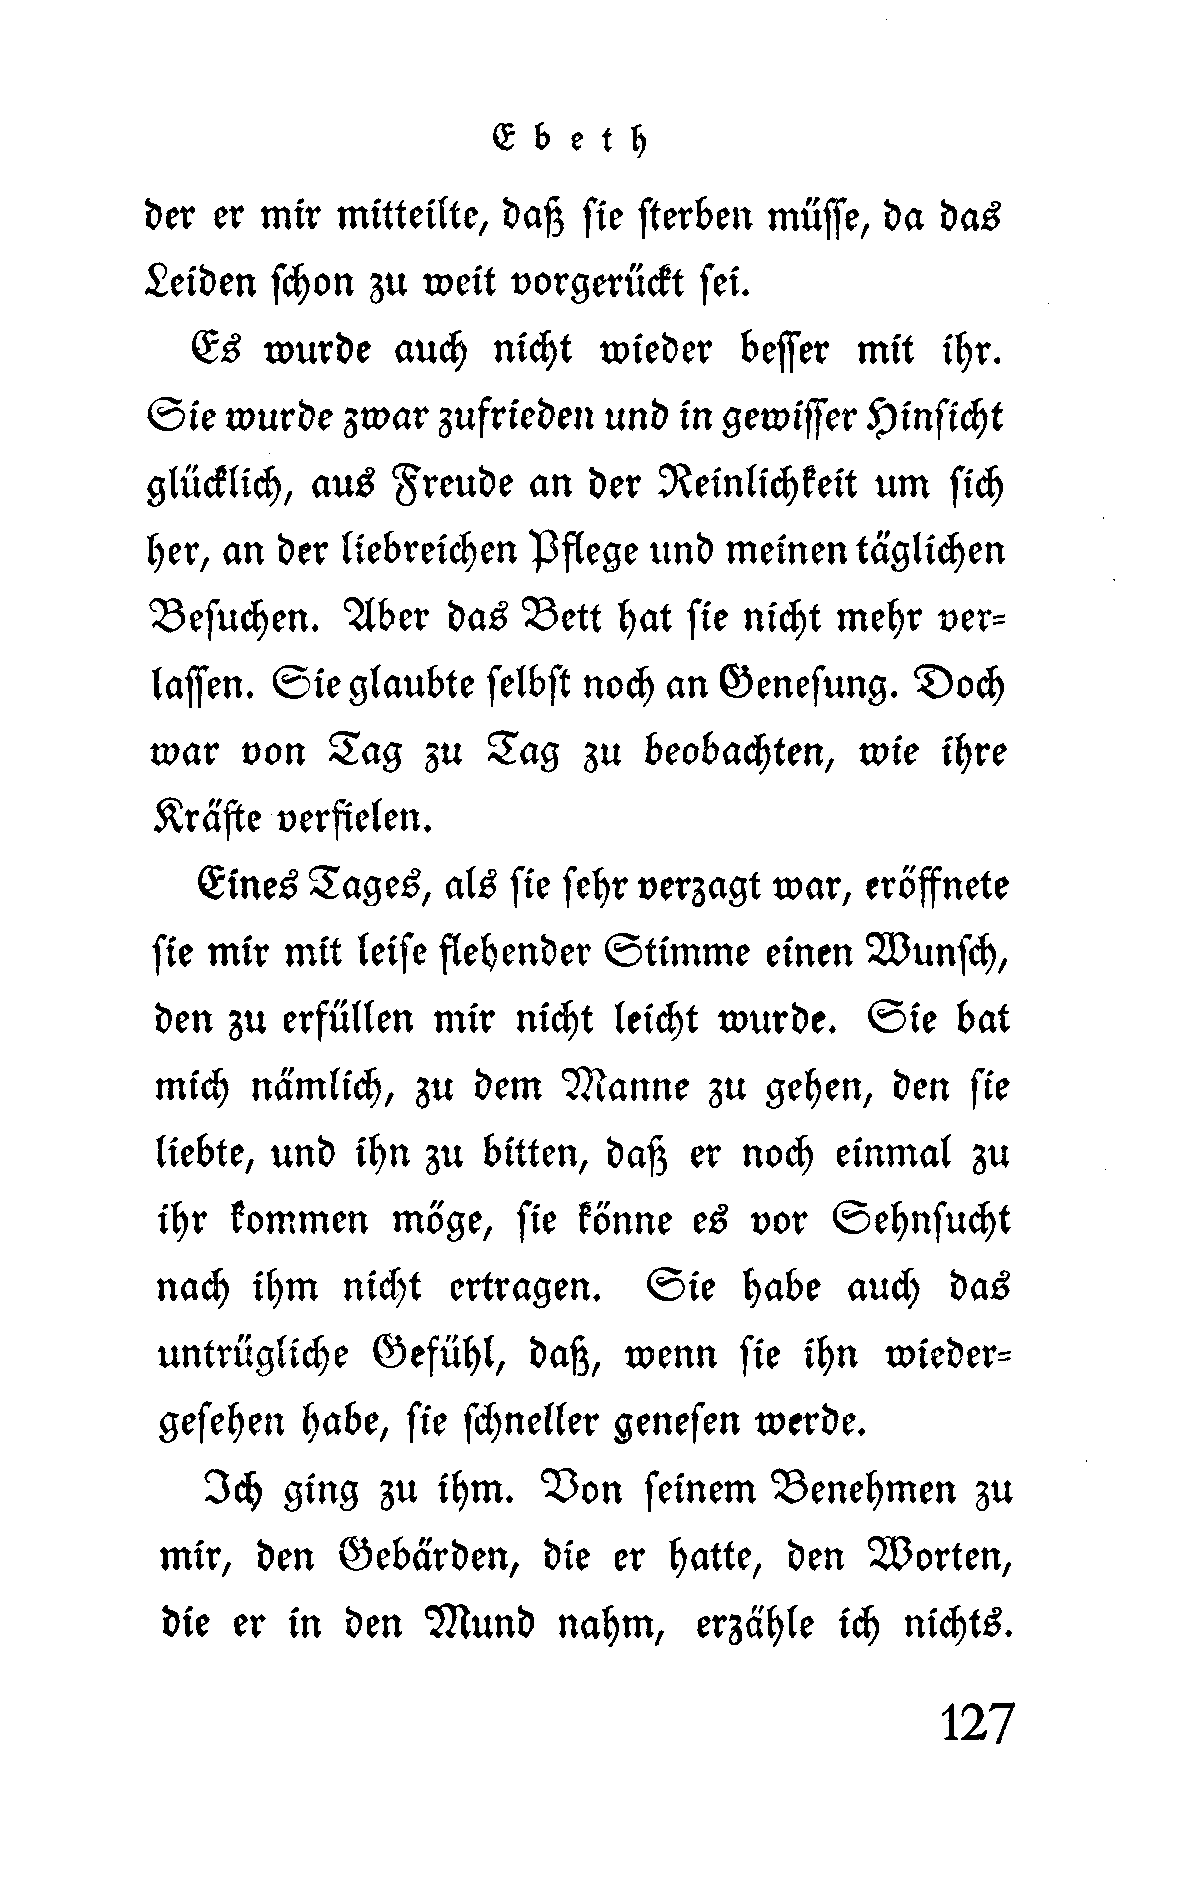 Ebeth
der er mir mitteilte, daß sie sterben müsse, da das
Leiden schon zu weit vorgerückt sei.
Es wurde auch nicht wieder besser mit ihr.
Sie wurde zwar zufrieden und in gewisser Hinsicht
glücklich, aus Freude an der Reinlichkeit um sich
her, an der liebreichen Pflege und meinen täglichen
Besuchen. Aber das Bett hat sie nicht mehr ver-
lassen. Sie glaubte selbst noch an Genesung. Doch
war von Tag zu Tag zu beobachten, wie ihre
Kräfte verfielen.
Eines Tages, als sie sehr verzagt war, eröffnete
sie mir mit leise flehender Stimme einen Wunsch,
den zu erfüllen mir nicht leicht wurde. Sie bat
mich nämlich, zu dem Manne zu gehen, den sie
liebte, und ihn zu bitten, daß er noch einmal zu
ihr kommen möge, sie könne es vor Sehnsucht
nach ihm nicht ertragen. Sie habe auch das
untrügliche Gefühl, daß, wenn sie ihn wieder-
gesehen habe, sie schneller genesen werde.
Ich ging zu ihm. Von seinem Benehmen zu
mir, den Gebärden, die er hatte, den Worten,
die er in den Mund nahm, erzähle ich nichts.
127